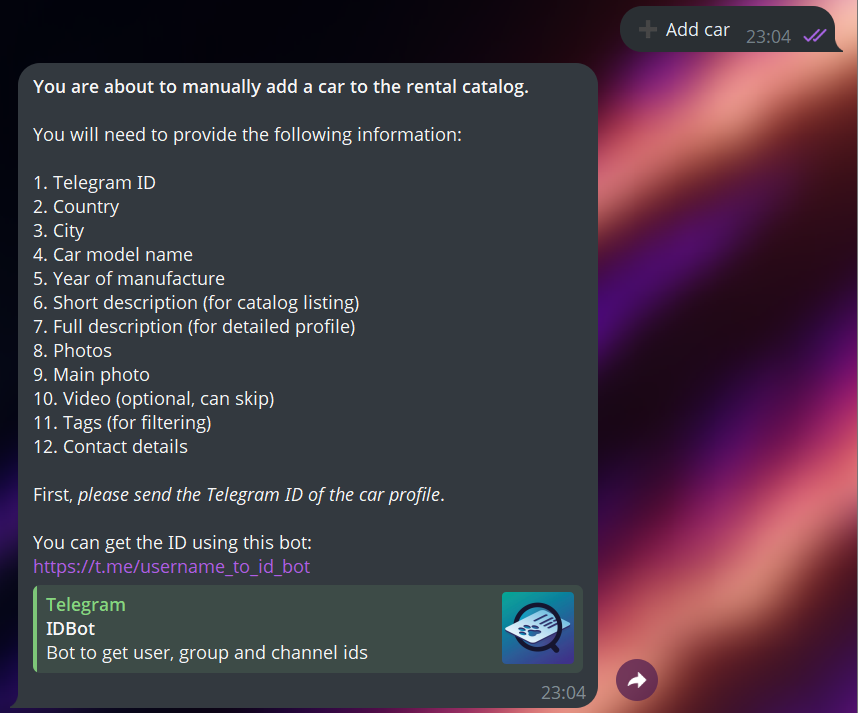 Add car 23:04
You are about to manually add a car to the rental catalog.
You will need to provide the following information:
1. Telegram ID
2. Country
3. City
4. Car model name
5. Year of manufacture
6. Short description (for catalog listing)
7. Full description (for detailed profile)
8. Photos
9. Main photo
10. Video (optional, can skip)
11. Tags (for filtering)
12. Contact details
First, please send the Telegram ID of the car profile.
You can get the ID using this bot:
https://t.me/username_to_id_bot
Telegram
IDBot
Bot to get user, group and channel ids
23:04